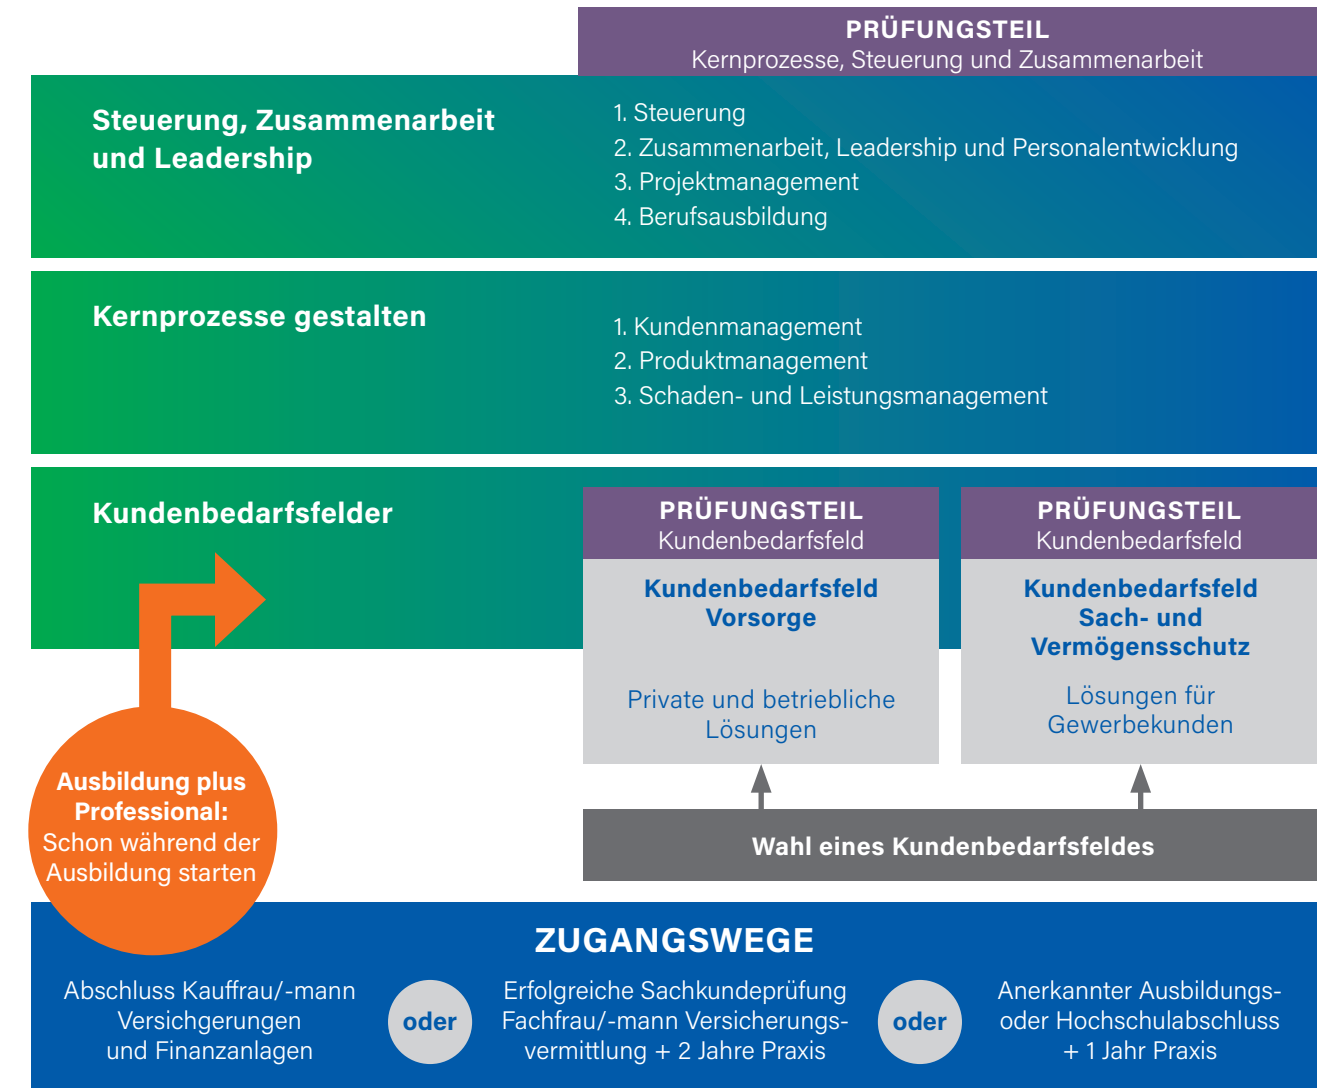 PRÜFUNGSTEIL
Kernprozesse, Steuerung und Zusammenarbeit
Steuerung, Zusammenarbeit
und Leadership
1. Steuerung
2. Zusammenarbeit, Leadership und Personalentwicklung
3. Projektmanagement
4. Berufsausbildung
Kernprozesse gestalten
1. Kundenmanagement
2. Produktmanagement
3. Schaden- und Leistungsmanagement
Kundenbedarfsfelder
PRÜFUNGSTEIL
Kundenbedarfsfeld
Kundenbedarfsfeld
Vorsorge
Private und betriebliche
Lösungen
PRÜFUNGSTEIL
Kundenbedarfsfeld
Kundenbedarfsfeld
Sach- und
Vermögensschutz
Lösungen für
Gewerbekunden
Wahl eines Kundenbedarfsfeldes
Ausbildung plus
Professional:
Schon während der
Ausbildung starten
ZUGANGSWEGE
Abschluss Kauffrau/-mann
Versichgerungen
und Finanzanlagen
oder
Erfolgreiche Sachkundeprüfung
Fachfrau/-mann Versicherungs-
vermittlung + 2 Jahre Praxis
oder
Anerkannter Ausbildungs-
oder Hochschulabschluss
+ 1 Jahr Praxis